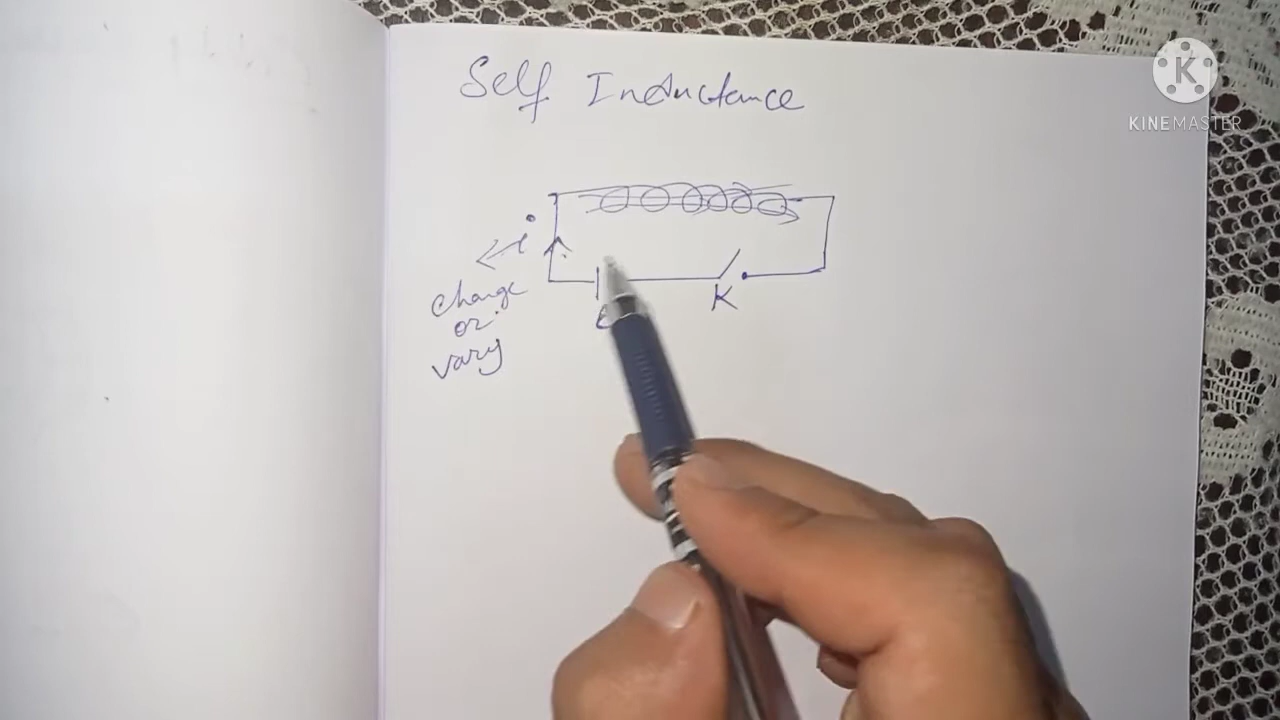 Self Inductance
i
change
or
vary
K
K
KINEMASTER